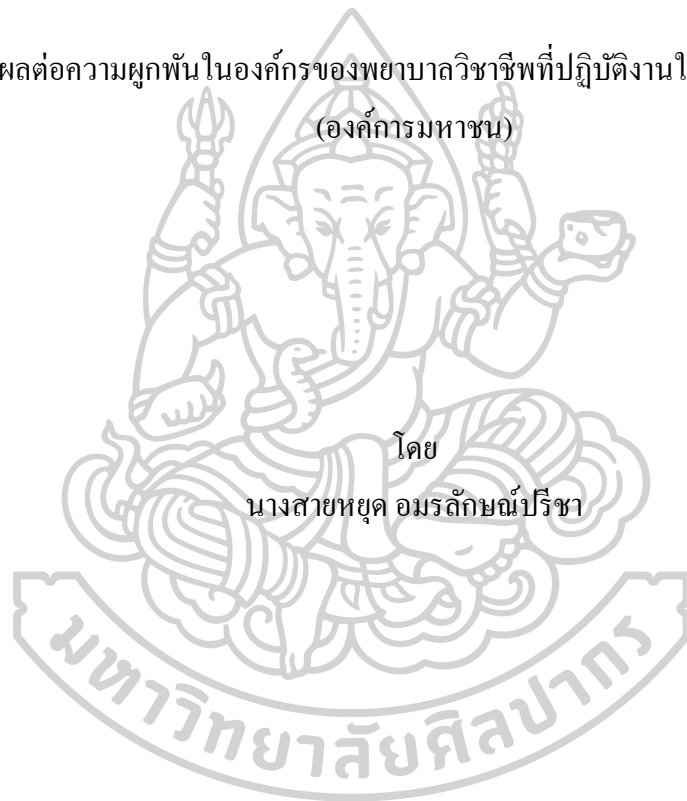 ผลต่อความผูกพันในองค์กรของพยาบาลวิชาชีพที่ปฏิบัติงานใ
(องค์การมหาชน)
โดย
นางสายหยุด อมรลักษณ์ปรีชา
มหาวิทยาลัยศิลปากร